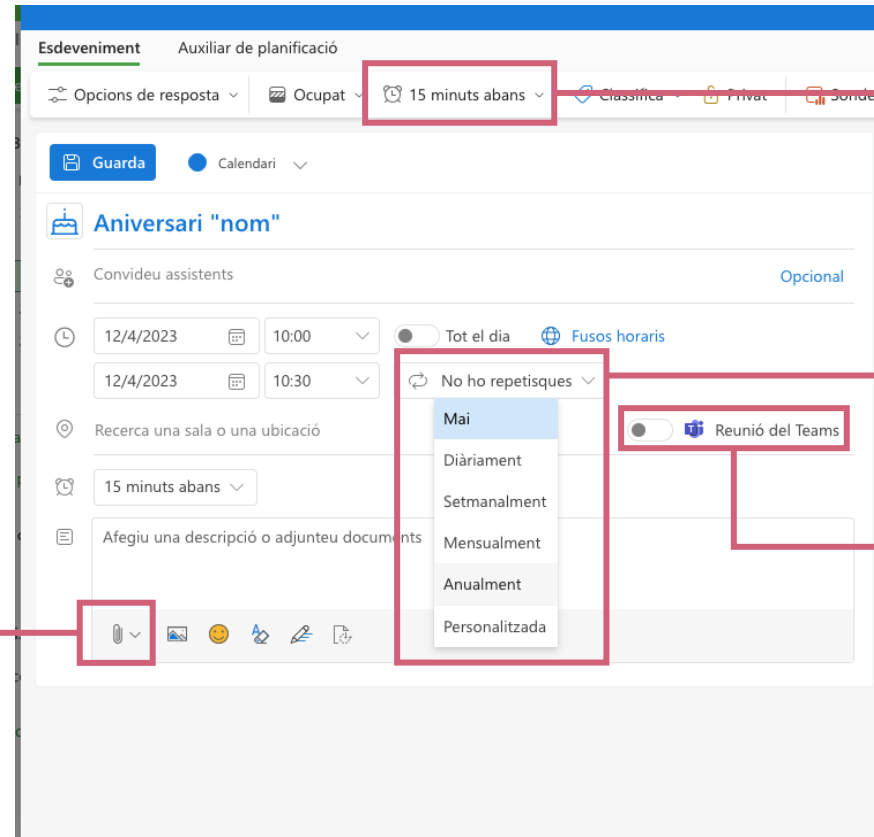 Esdeveniment Auxiliar de planificació
Opcions de resposta Ocupat 15 minuts abans Classifica Privat Sonde
Guarda Calendari
Aniversari "nom"
Convideu assistents Opcional
12/4/2023 10:00 Tot el dia Fusos horaris
12/4/2023 10:30 No ho repetisques
Mai
Recerca una sala o una ubicació Reunió del Teams
Diàriament
15 minuts abans
Setmanalment
Afegiu una descripció o adjunteu documents
Mensualment
Anualment
Personalitzada